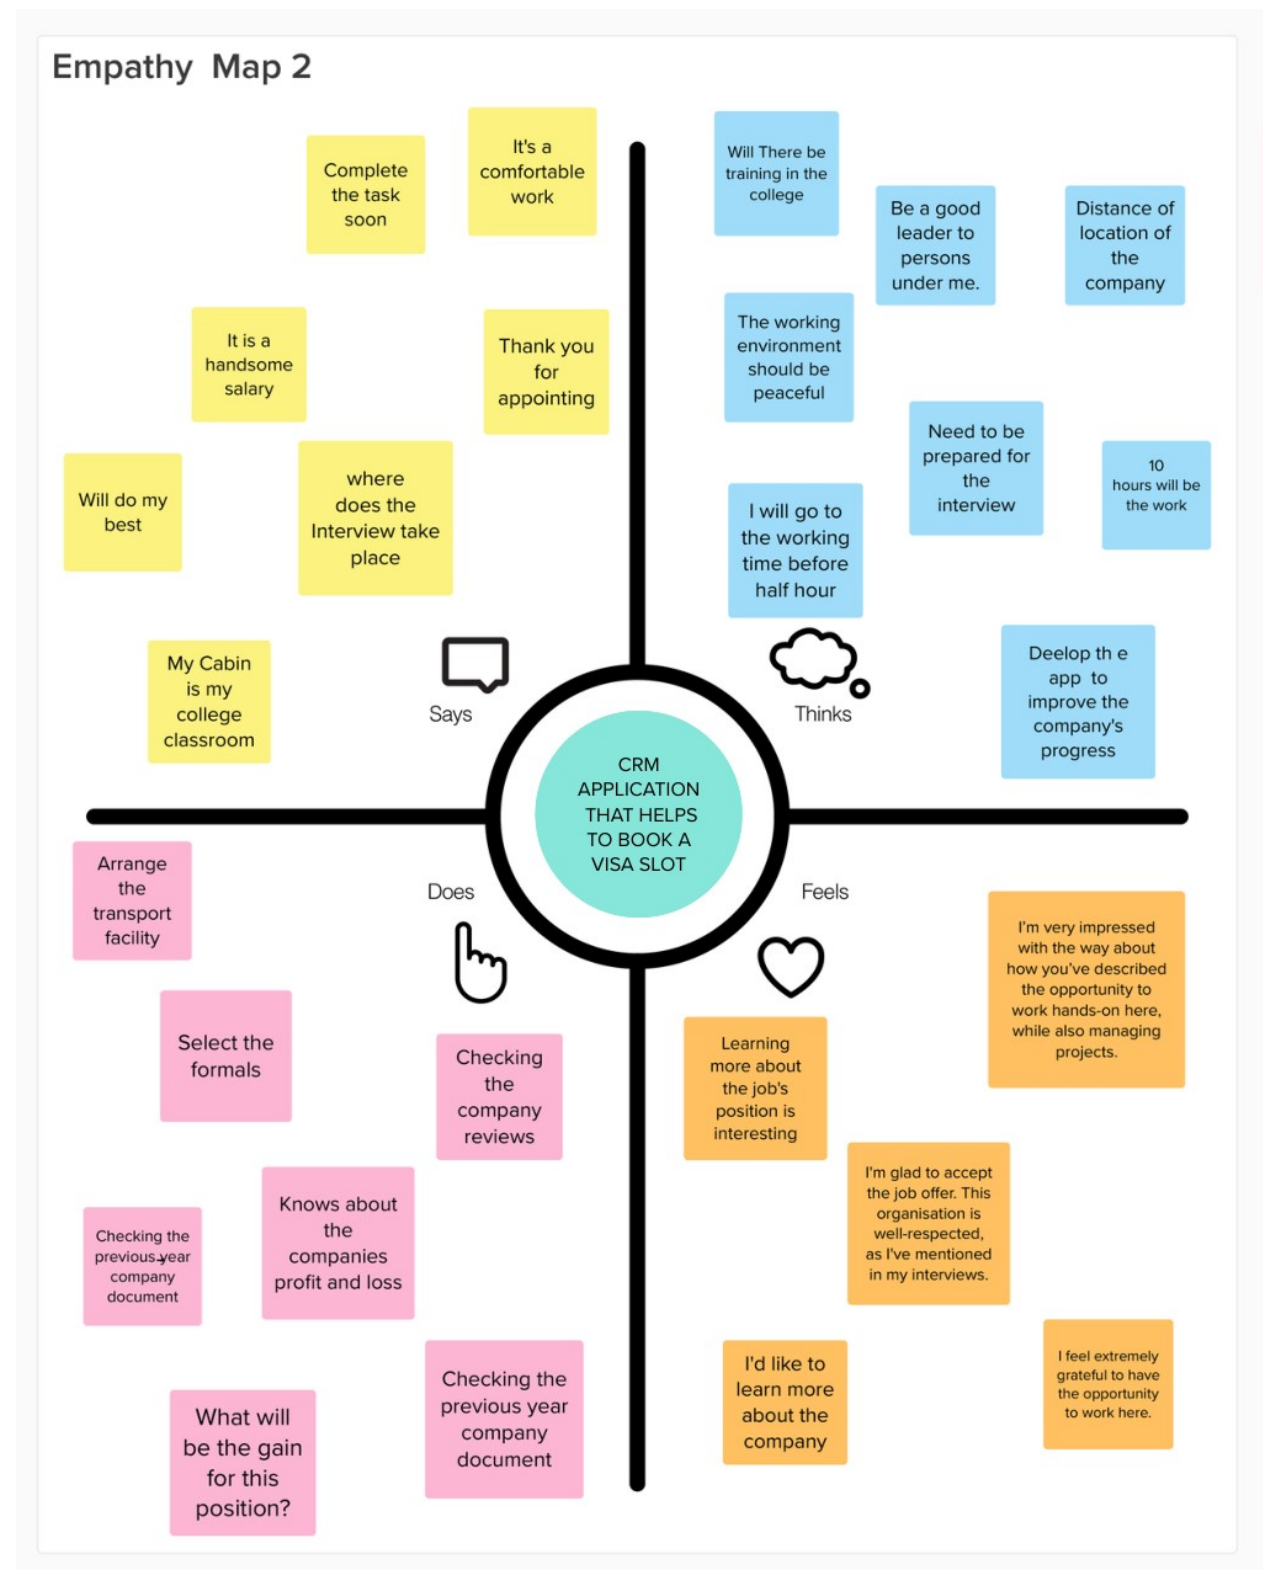 Empathy Map 2
Complete
the task
soon
It's a
comfortable
work
It is a
handsome
salary
Thank you
for
appointing
Will do my
best
where
does the
Interview take
place
My Cabin
is my
college
classroom
Says
Will There be
training in the
college
Be a good
leader to
persons
under me.
Distance of
location of
the
company
The working
environment
should be
peaceful
Need to be
prepared for
the
interview
10
hours will be
the work
I will go to
the working
time before
half hour
Deelop th e
app to
improve the
company's
progress
Thinks
CRM
APPLICATION
THAT HELPS
TO BOOK A
VISA SLOT
Does
Arrange
the
transport
facility
Select the
formals
Checking
the
company
reviews
Checking the
previous year
company
document
Knows about
the
companies
profit and loss
What will
be the gain
for this
position?
Checking the
previous year
company
document
Feels
I'm very impressed
with the way about
how you've described
the opportunity to
work hands-on here,
while also managing
projects.
Learning
more about
the job's
position is
interesting
I'm glad to accept
the job offer. This
organisation is
well-respected,
as I've mentioned
in my interviews.
I'd like to
learn more
about the
company
I feel extremely
grateful to have
the opportunity
to work here.